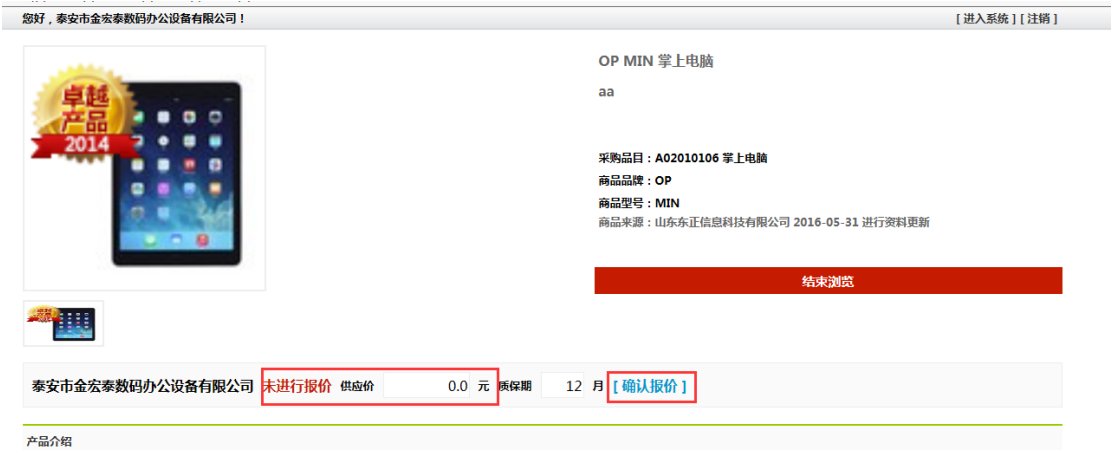 您好，泰安市金宏泰数码办公设备有限公司！ [ 进入系统 ] [ 注销 ]
卓越
产品
2014
OP MIN 掌上电脑
aa
采购品目：A02010106 掌上电脑
商品品牌：OP
商品型号：MIN
商品来源：山东东正信息科技有限公司 2016-05-31 进行资料更新
结束浏览
泰安市金宏泰数码办公设备有限公司 未进行报价 供应价 0.0 元 质保期 12 月 [ 确认报价 ]
产品介绍